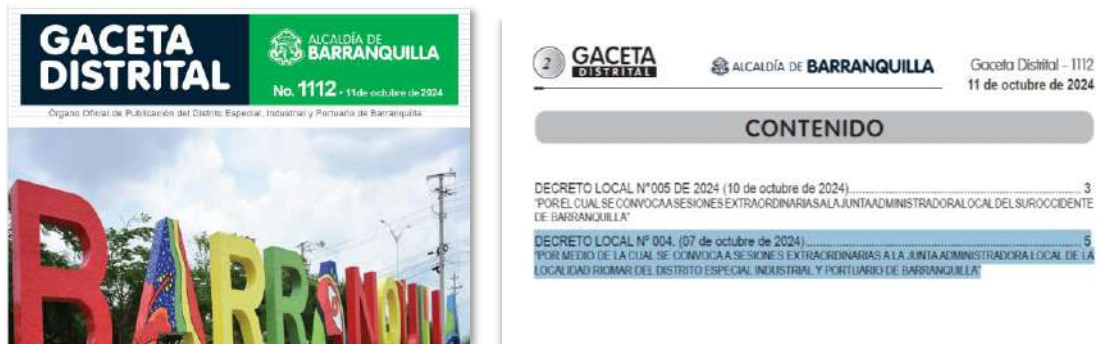 GACETA
DISTRITAL
ALCALDÍA DE
BARRANQUILLA
No. 1112 • 11 de octubre de 2024
Órgano Oficial de Publicación del Distrito Especial, Industrial y Portuario de Barranquilla
BARRANQUILL
2
GACETA
DISTRITAL
ALCALDÍA DE BARRANQUILLA
Gaceta Distrital - 1112
11 de octubre de 2024
CONTENIDO
DECRETO LOCAL N°005 DE 2024 (10 de octubre de 2024)..........3
"POR EL CUAL SE CONVOCA A SESIONES EXTRAORDINARIAS A LA JUNTA ADMINISTRADORA LOCAL DEL SUROCCIDENTE
DE BARRANQUILLA"
DECRETO LOCAL Nº 004. (07 de octubre de 2024)..........5
"POR MEDIO DE LA CUAL SE CONVOCA A SESIONES EXTRAORDINARIAS A LA JUNTA ADMINISTRADORA LOCAL DE LA
LOCALIDAD RIOMAR DEL DISTRITO ESPECIAL INDUSTRIAL Y PORTUARIO DE BARRANQUILLA"